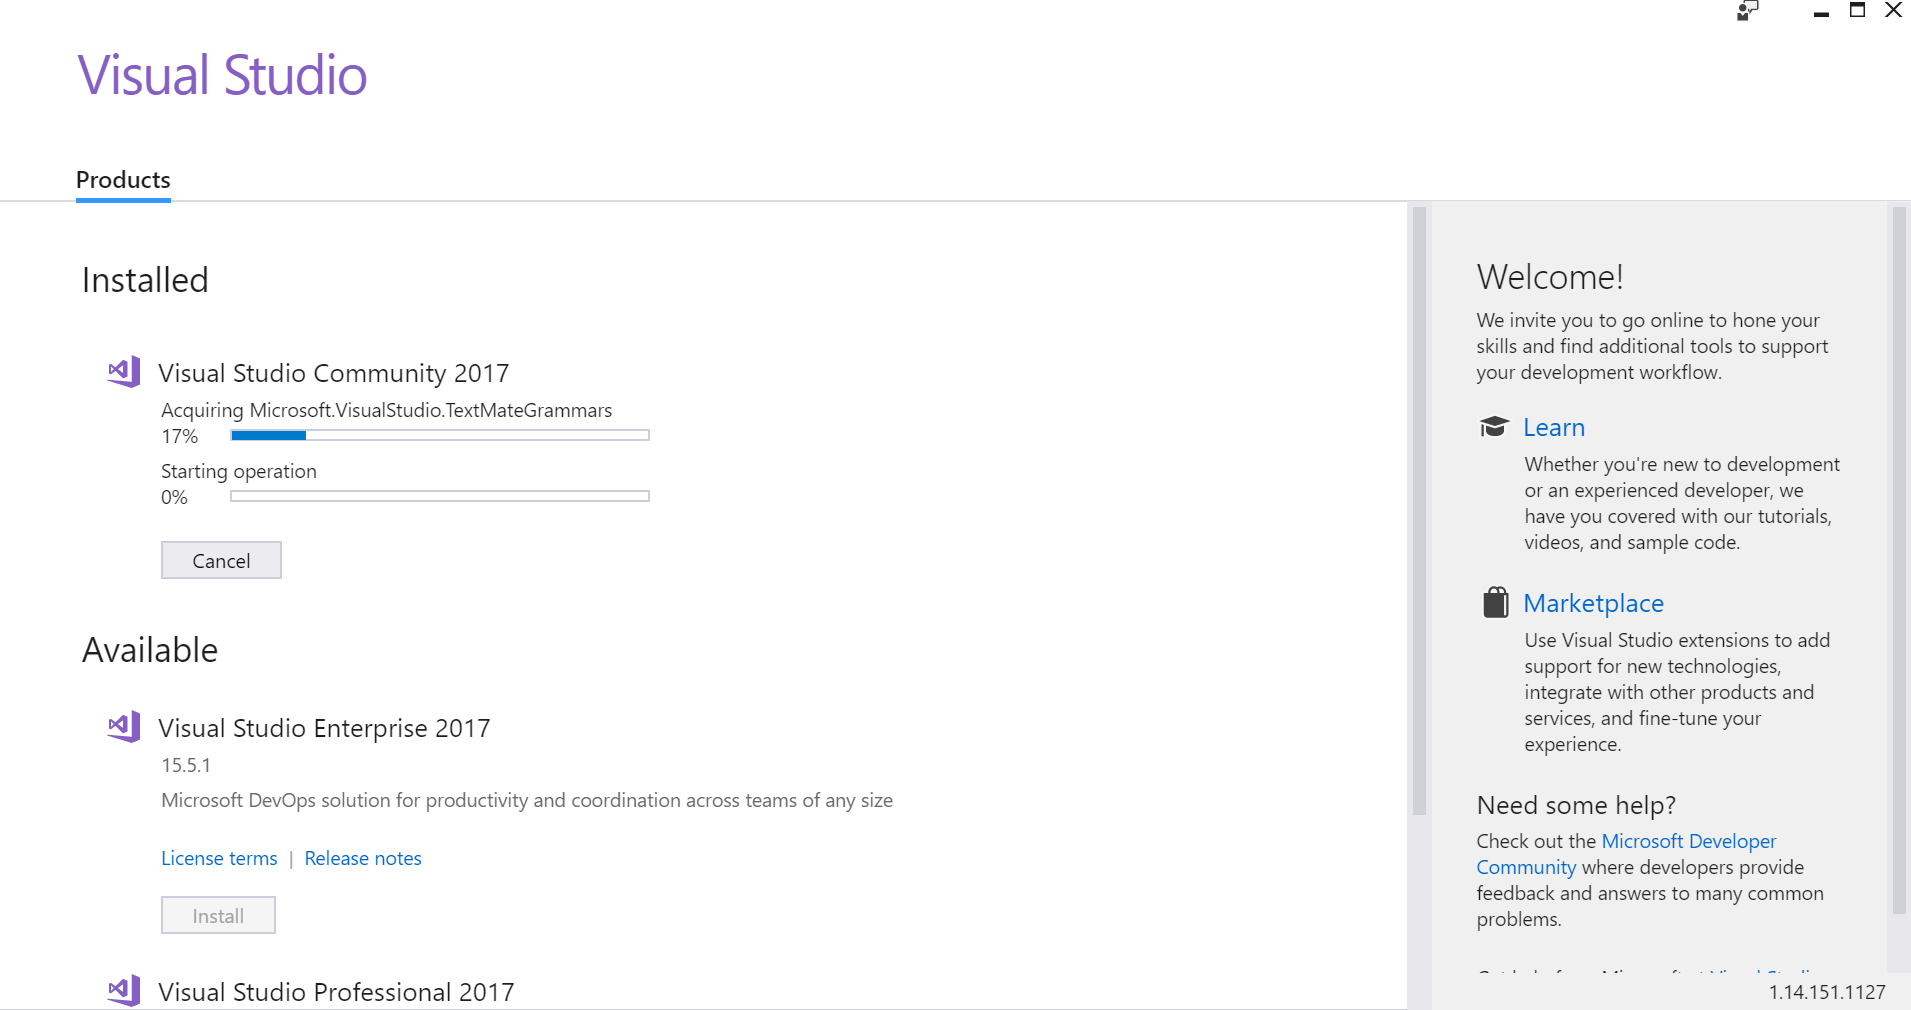 Visual Studio
Products
Installed
Visual Studio Community 2017
Acquiring Microsoft.VisualStudio.TextMateGrammars
17%
Starting operation
0%
Cancel
Available
Visual Studio Enterprise 2017
15.5.1
Microsoft DevOps solution for productivity and coordination across teams of any size
License terms | Release notes
Install
Visual Studio Professional 2017
Welcome!
We invite you to go online to hone your
skills and find additional tools to support
your development workflow.
Learn
Whether you're new to development
or an experienced developer, we
have you covered with our tutorials,
videos, and sample code.
Marketplace
Use Visual Studio extensions to add
support for new technologies,
integrate with other products and
services, and fine-tune your
experience.
Need some help?
Check out the Microsoft Developer
Community where developers provide
feedback and answers to many common
problems.
1.14.151.1127